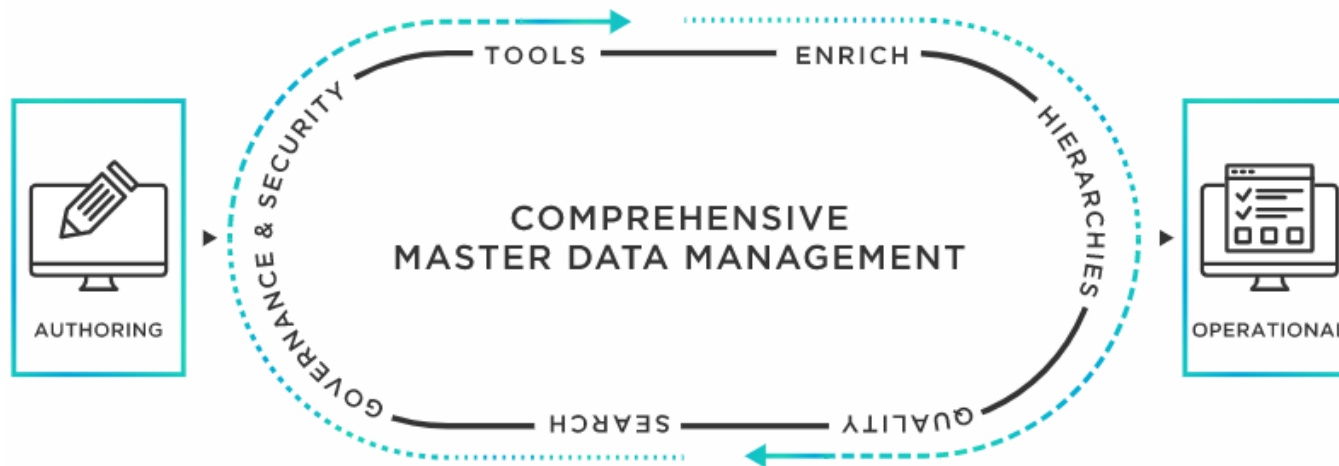 TOOLS
ENRICH
HIERARCHIES
QUALITY
SEARCH
GOVERNANCE & SECURITY
COMPREHENSIVE
MASTER DATA MANAGEMENT
AUTHORING
OPERATIONAL